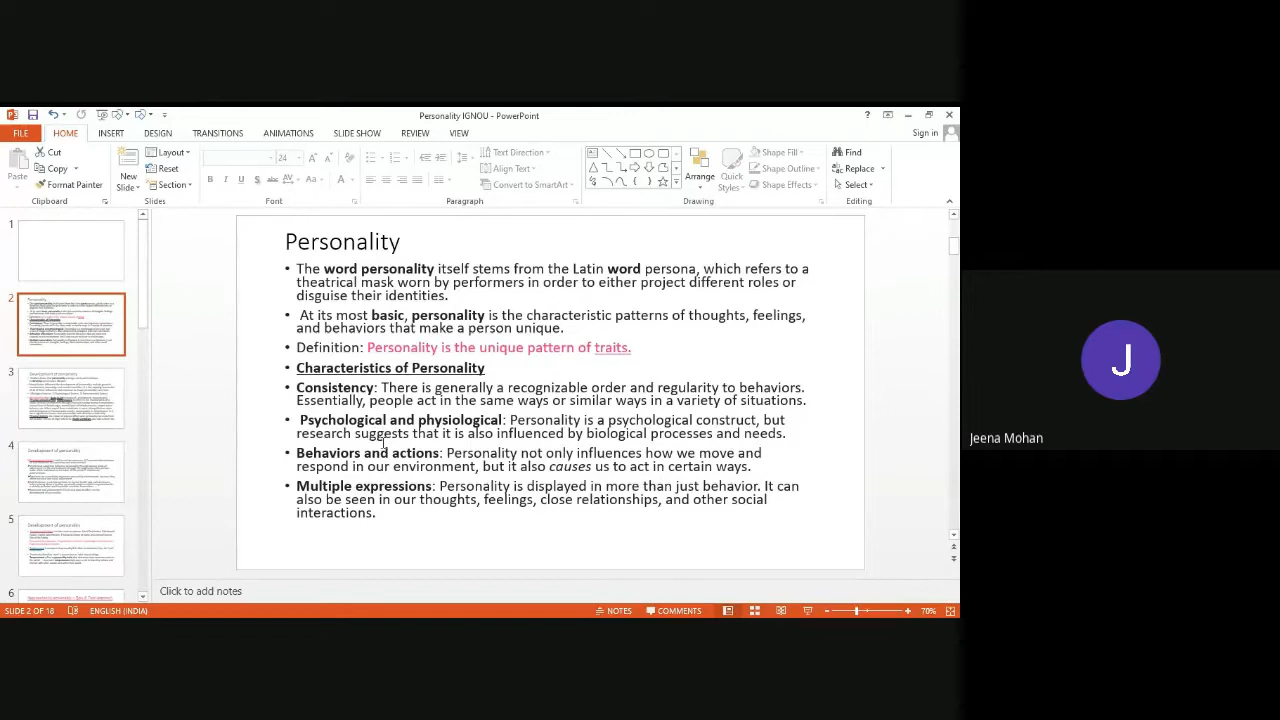 Personality IGNOU - PowerPoint
FILE HOME INSERT DESIGN TRANSITIONS ANIMATIONS SLIDE SHOW REVIEW VIEW Sign in
Cut
Copy
Format Painter
Paste
Clipboard
New Slide
Layout
Reset
Section
Slides
24
Font
Text Direction
Align Text
Convert to SmartArt
Paragraph
Arrange
Quick Styles
Shape Fill
Shape Outline
Shape Effects
Drawing
Find
Replace
Select
Editing
1
2
3
4
5
6
Personality
• The word personality itself stems from the Latin word persona, which refers to a
theatrical mask worn by performers in order to either project different roles or
disguise their identities.
• At its most basic, personality is the characteristic patterns of thoughts, feelings,
and behaviors that make a person unique.
• Definition: Personality is the unique pattern of traits.
• Characteristics of Personality
• Consistency: There is generally a recognizable order and regularity to behaviors.
Essentially, people act in the same ways or similar ways in a variety of situations.
• Psychological and physiological: Personality is a psychological construct, but
research suggests that it is also influenced by biological processes and needs.
• Behaviors and actions: Personality not only influences how we move and
respond in our environment, but it also causes us to act in certain ways.
• Multiple expressions: Personality is displayed in more than just behavior. It can
also be seen in our thoughts, feelings, close relationships, and other social
interactions.
Click to add notes
SLIDE 2 OF 18 ENGLISH (INDIA) NOTES COMMENTS 70%
J
Jeena Mohan